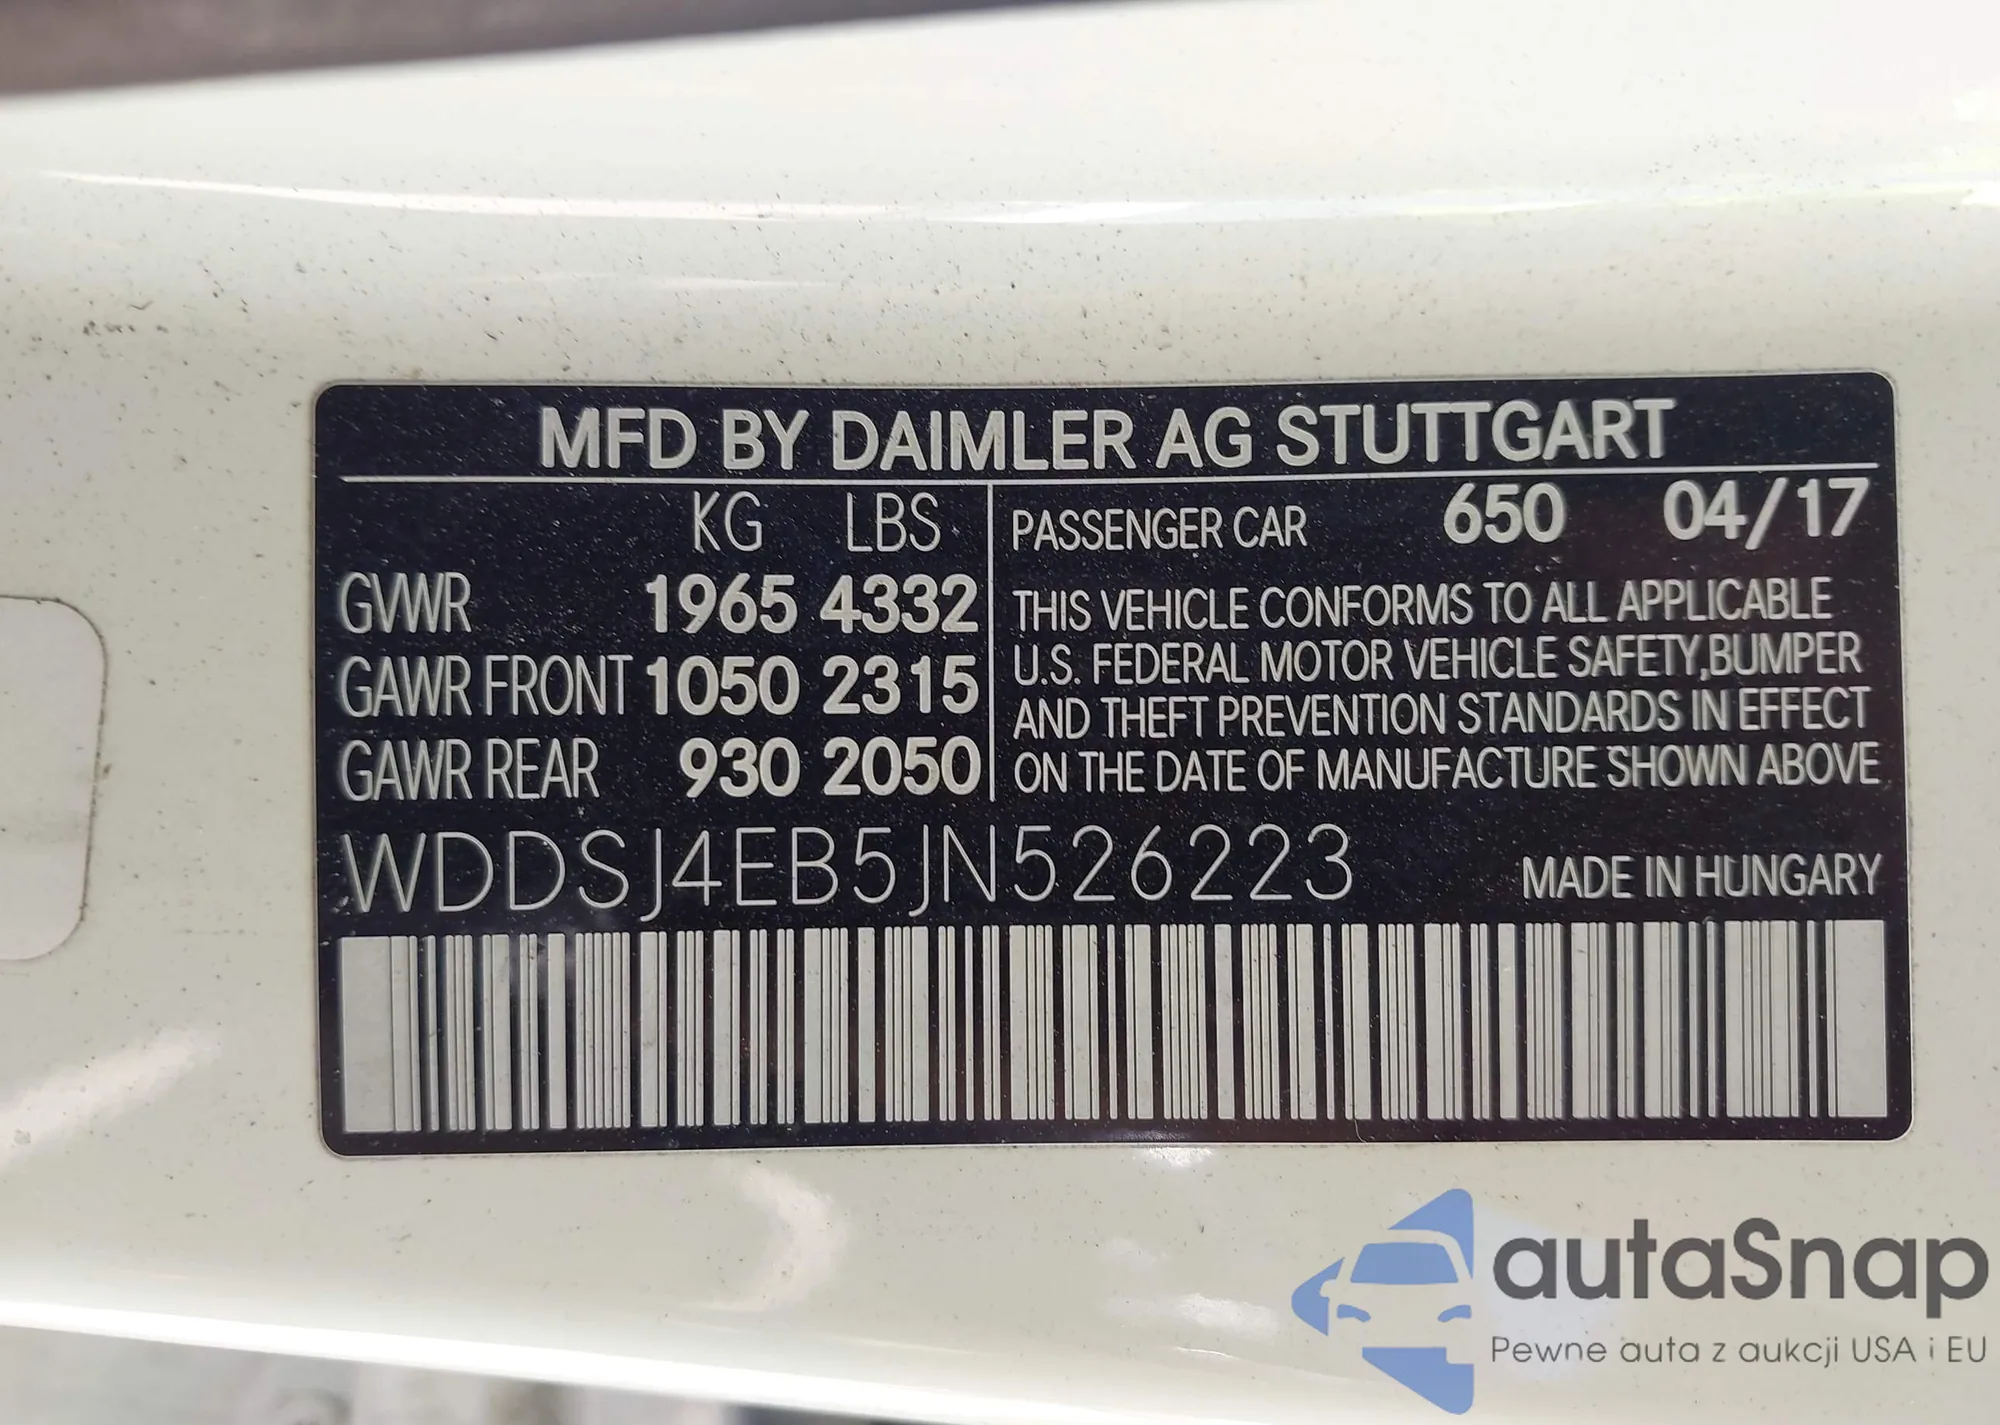 MFD BY DAIMLER AG STUTTGART
KG LBS
GVWR 1965 4332
GAWR FRONT 1050 2315
GAWR REAR 930 2050
PASSENGER CAR 650 04/17
THIS VEHICLE CONFORMS TO ALL APPLICABLE
U.S. FEDERAL MOTOR VEHICLE SAFETY,BUMPER
AND THEFT PREVENTION STANDARDS IN EFFECT
ON THE DATE OF MANUFACTURE SHOWN ABOVE
WDDSJ4EB5JN526223
MADE IN HUNGARY
autaSnap
Pewne auta z aukcji USA i EU